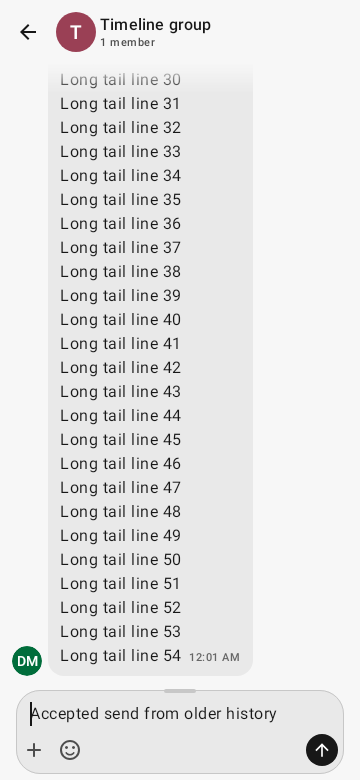 T
Timeline group
1 member
Long tail line 30
Long tail line 31
Long tail line 32
Long tail line 33
Long tail line 34
Long tail line 35
Long tail line 36
Long tail line 37
Long tail line 38
Long tail line 39
Long tail line 40
Long tail line 41
Long tail line 42
Long tail line 43
Long tail line 44
Long tail line 45
Long tail line 46
Long tail line 47
Long tail line 48
Long tail line 49
Long tail line 50
Long tail line 51
Long tail line 52
Long tail line 53
Long tail line 54 12:01 AM
DM
Accepted send from older history